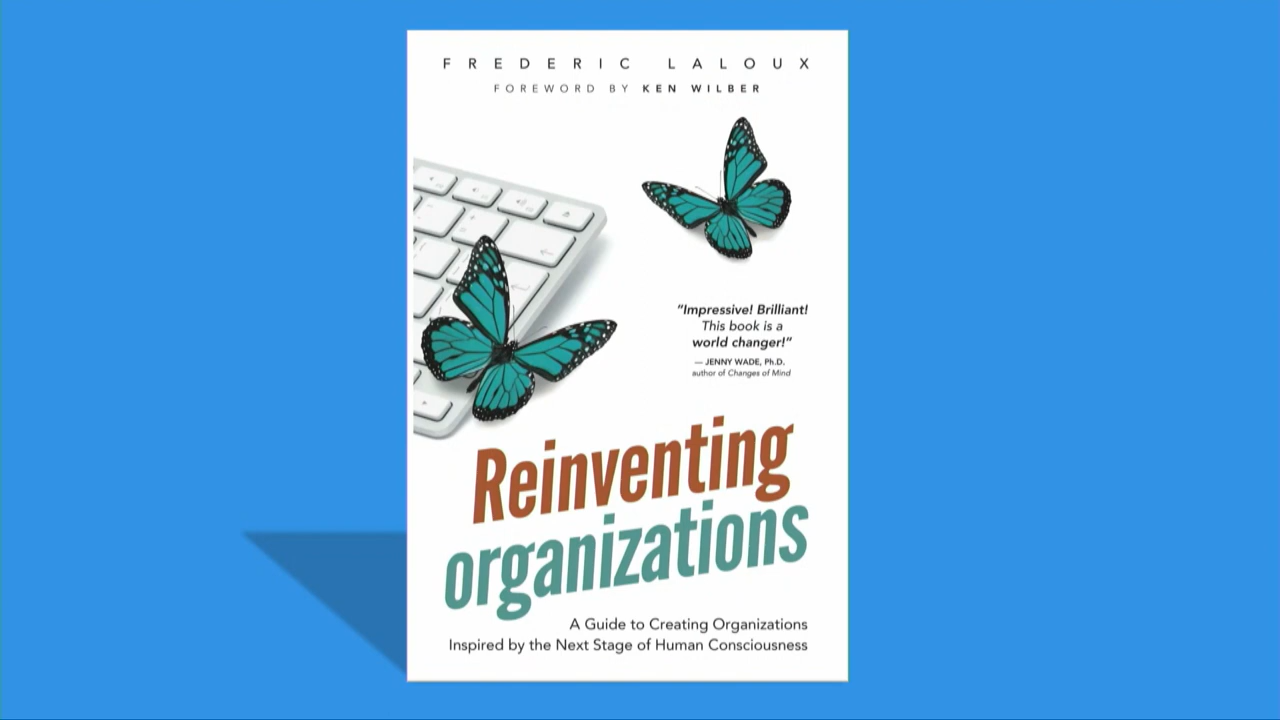 FREDERIC LALOUX
FOREWORD BY KEN WILBER
“Impressive! Brilliant!
This book is a
world changer!”
— JENNY WADE, Ph.D.
author of Changes of Mind
Reinventing
organizations
A Guide to Creating Organizations
Inspired by the Next Stage of Human Consciousness